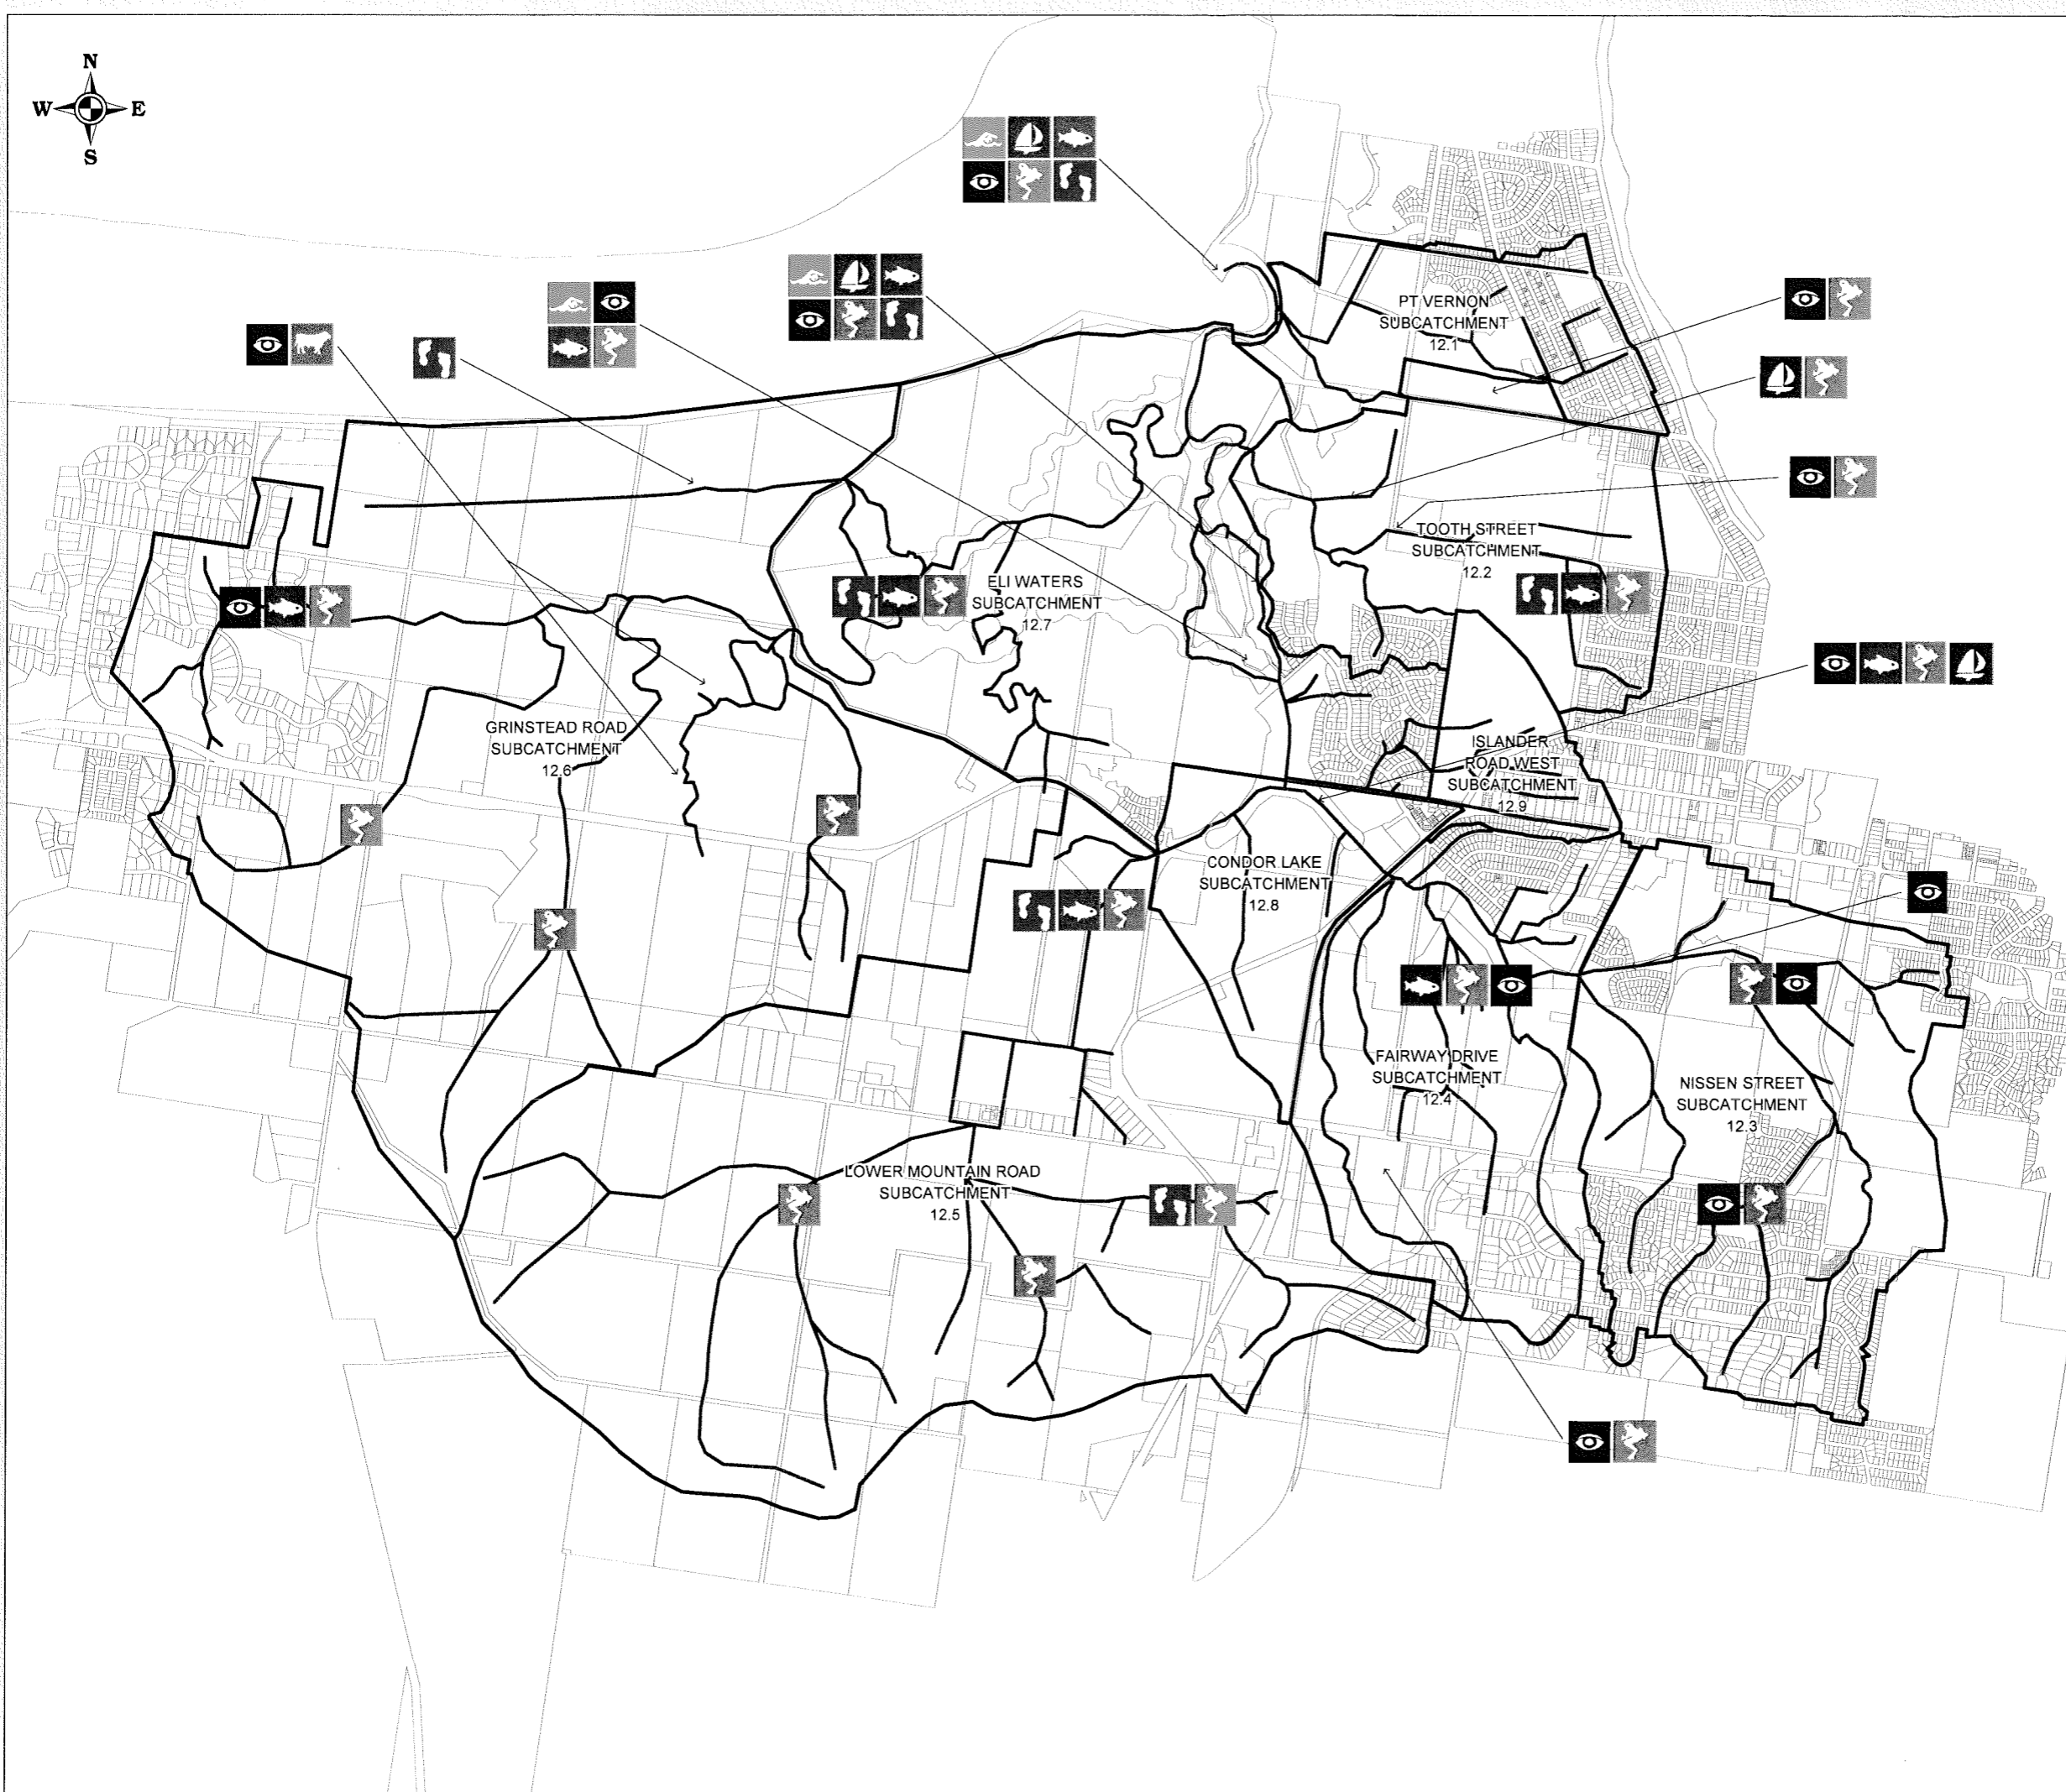 N
W E
S
PT VERNON
SUBCATCHMENT
12.1
TOOTH STREET
SUBCATCHMENT
12.2
ELI WATERS
SUBCATCHMENT
12.7
GRINSTEAD ROAD
SUBCATCHMENT
12.6
ISLANDER
ROAD WEST
SUBCATCHMENT
12.9
CONDOR LAKE
SUBCATCHMENT
12.8
FAIRWAY DRIVE
SUBCATCHMENT
12.4
NISSEN STREET
SUBCATCHMENT
12.3
LOWER MOUNTAIN ROAD
SUBCATCHMENT
12.5